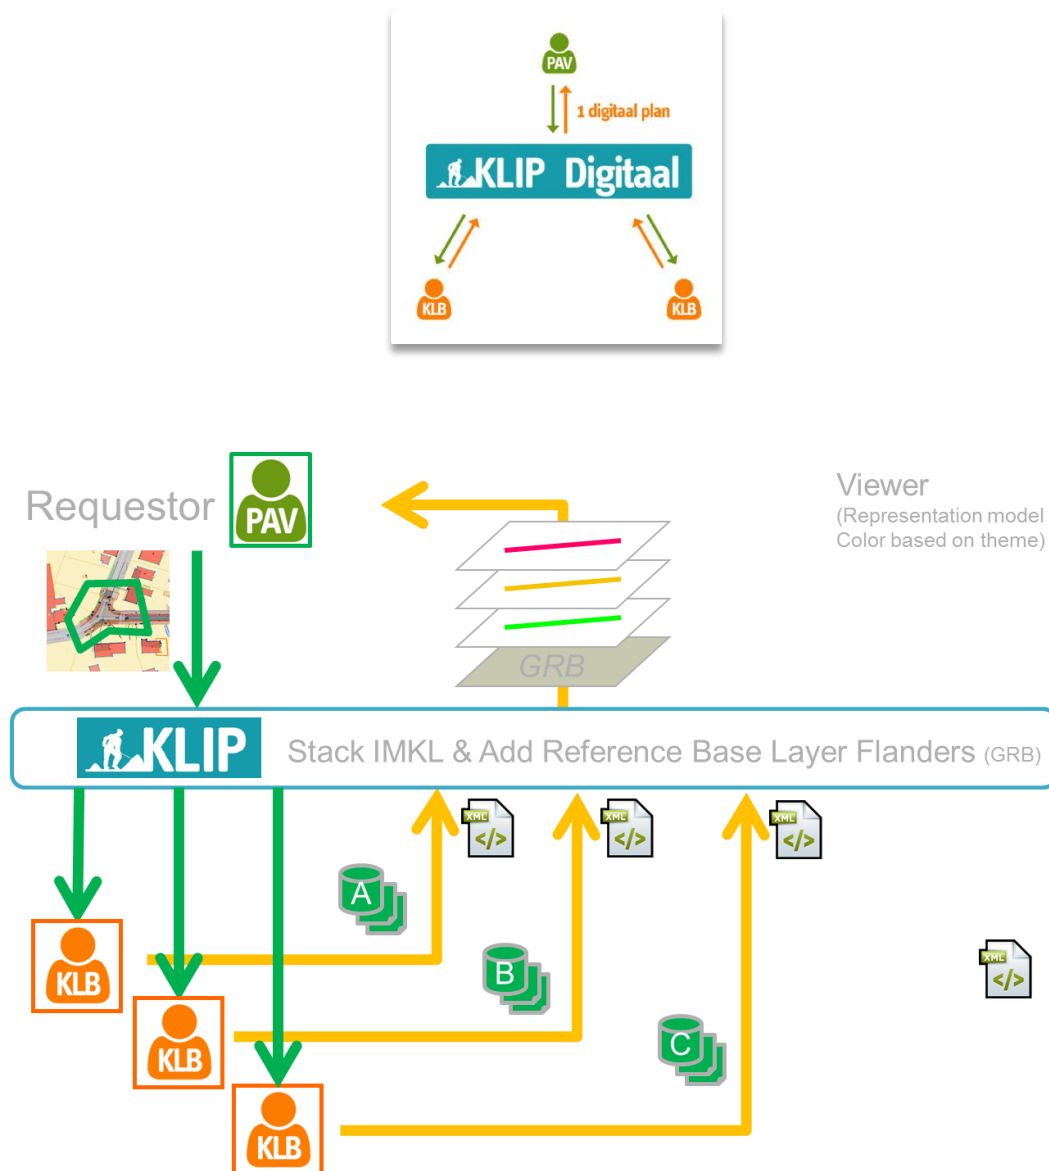 PAV
1 digitaal plan
KLIP Digitaal
KLB
KLB
Requestor
PAV
Viewer
(Representation model
Color based on theme)
GRB
KLIP
Stack IMKL & Add Reference Base Layer Flanders (GRB)
XML
</>
XML
</>
XML
</>
A
KLB
B
XML
</>
KLB
C
KLB